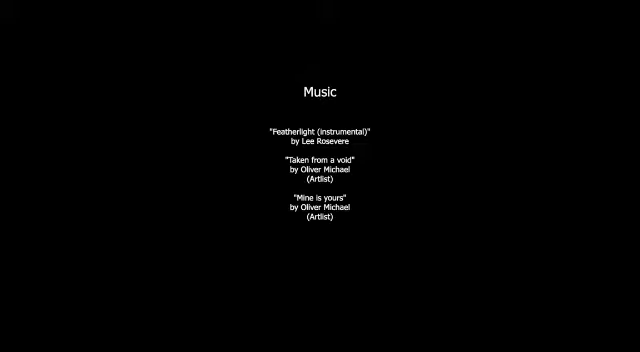 Music
"Featherlight (instrumental)"
by Lee Rosevere
"Taken from a void"
by Oliver Michael
(Artlist)
"Mine is yours"
by Oliver Michael
(Artlist)